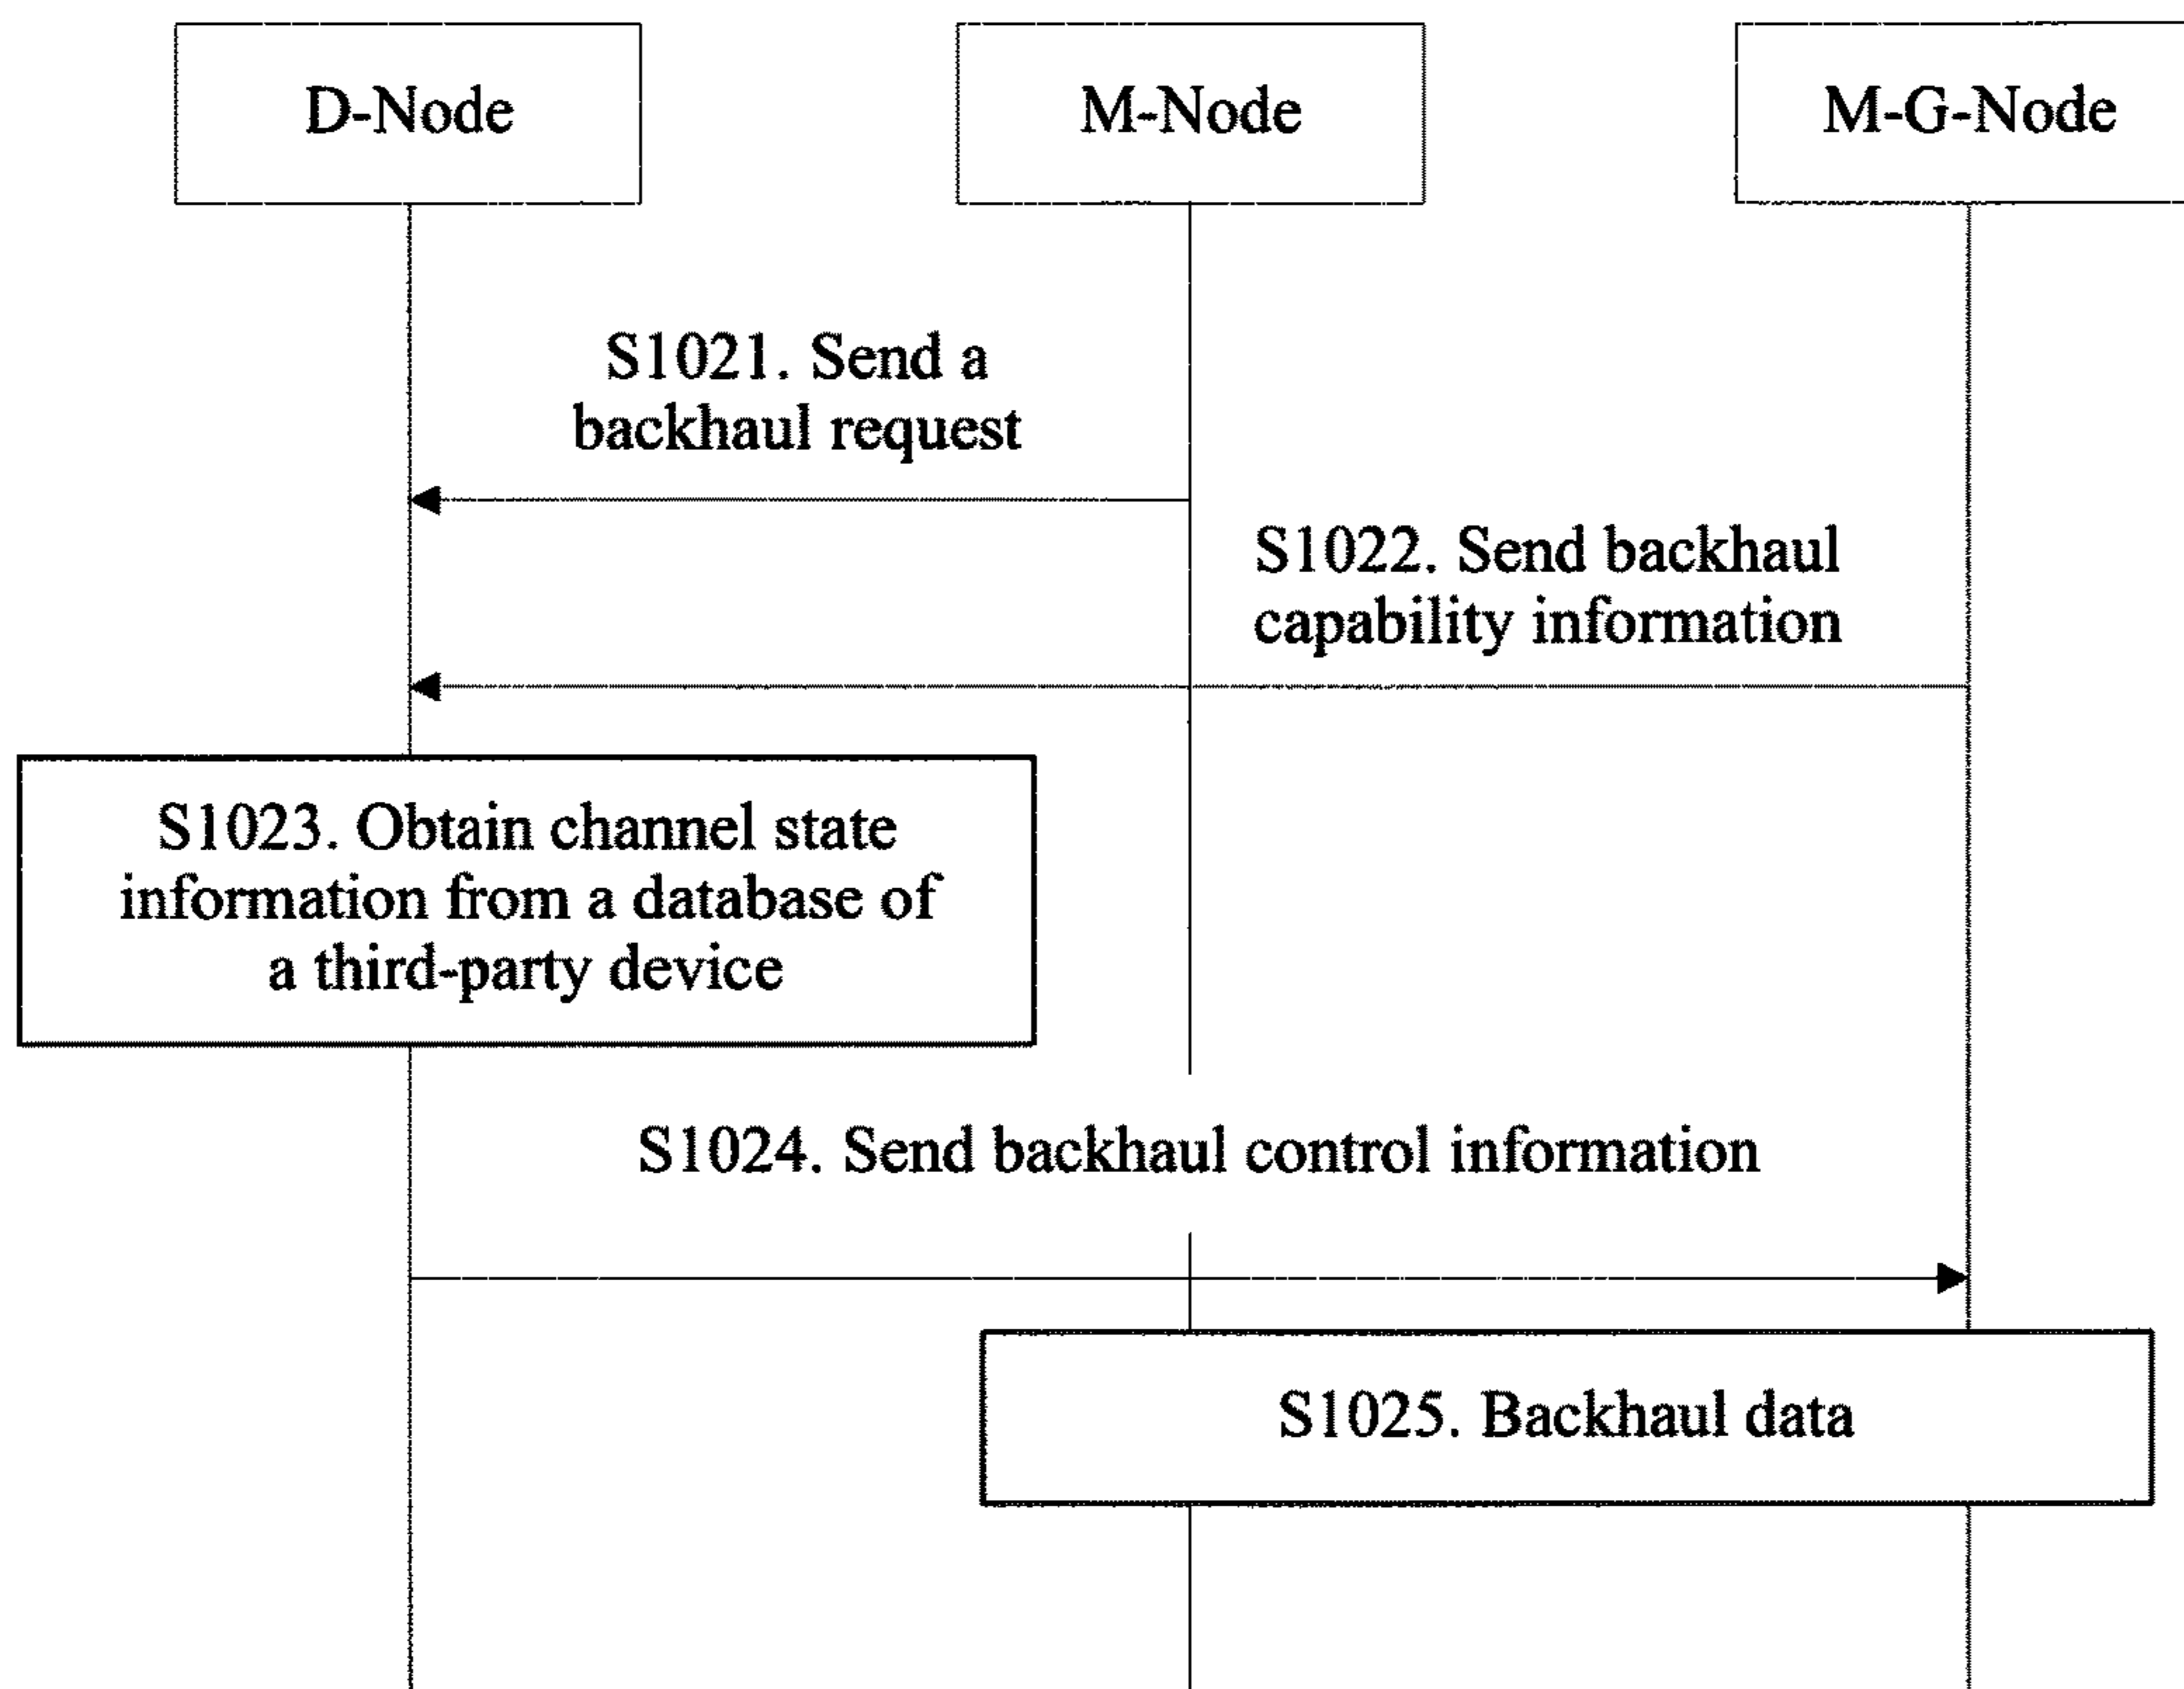 D-Node
M-Node
M-G-Node
S1021. Send a
backhaul request
S1022. Send backhaul
capability information
S1023. Obtain channel state
information from a database of
a third-party device
S1024. Send backhaul control information
S1025. Backhaul data